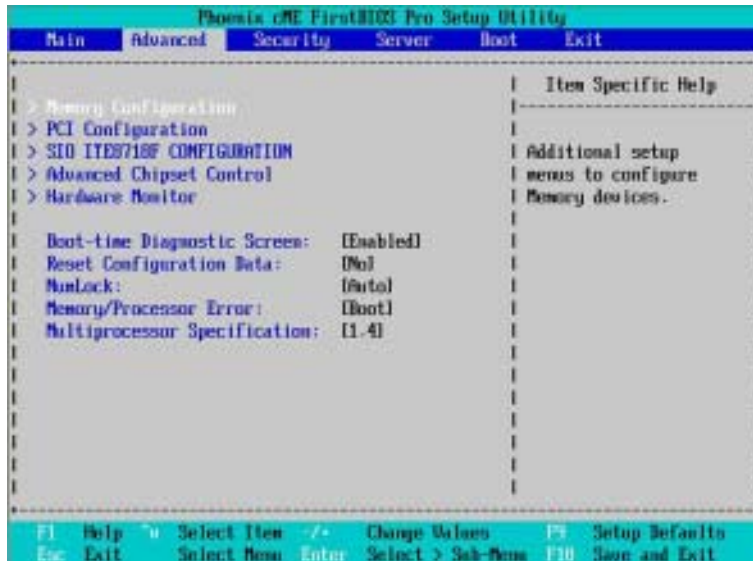 Phoenix cME FirstBIOS Pro Setup Utility
Main Advanced Security Server Boot Exit
Item Specific Help
> Memory Configuration
> PCI Configuration
> SIO ITE8718F CONFIGURATION
> Advanced Chipset Control
> Hardware Monitor
Additional setup
menus to configure
Memory devices.
Boot-time Diagnostic Screen: [Enabled]
Reset Configuration Data: [No]
NumLock: [Auto]
Memory/Processor Error: [Boot]
Multiprocessor Specification: [1.4]
F1 Help ^v Select Item -/+ Change Values F9 Setup Defaults
Esc Exit Select Menu Enter Select > Sub-Menu F10 Save and Exit